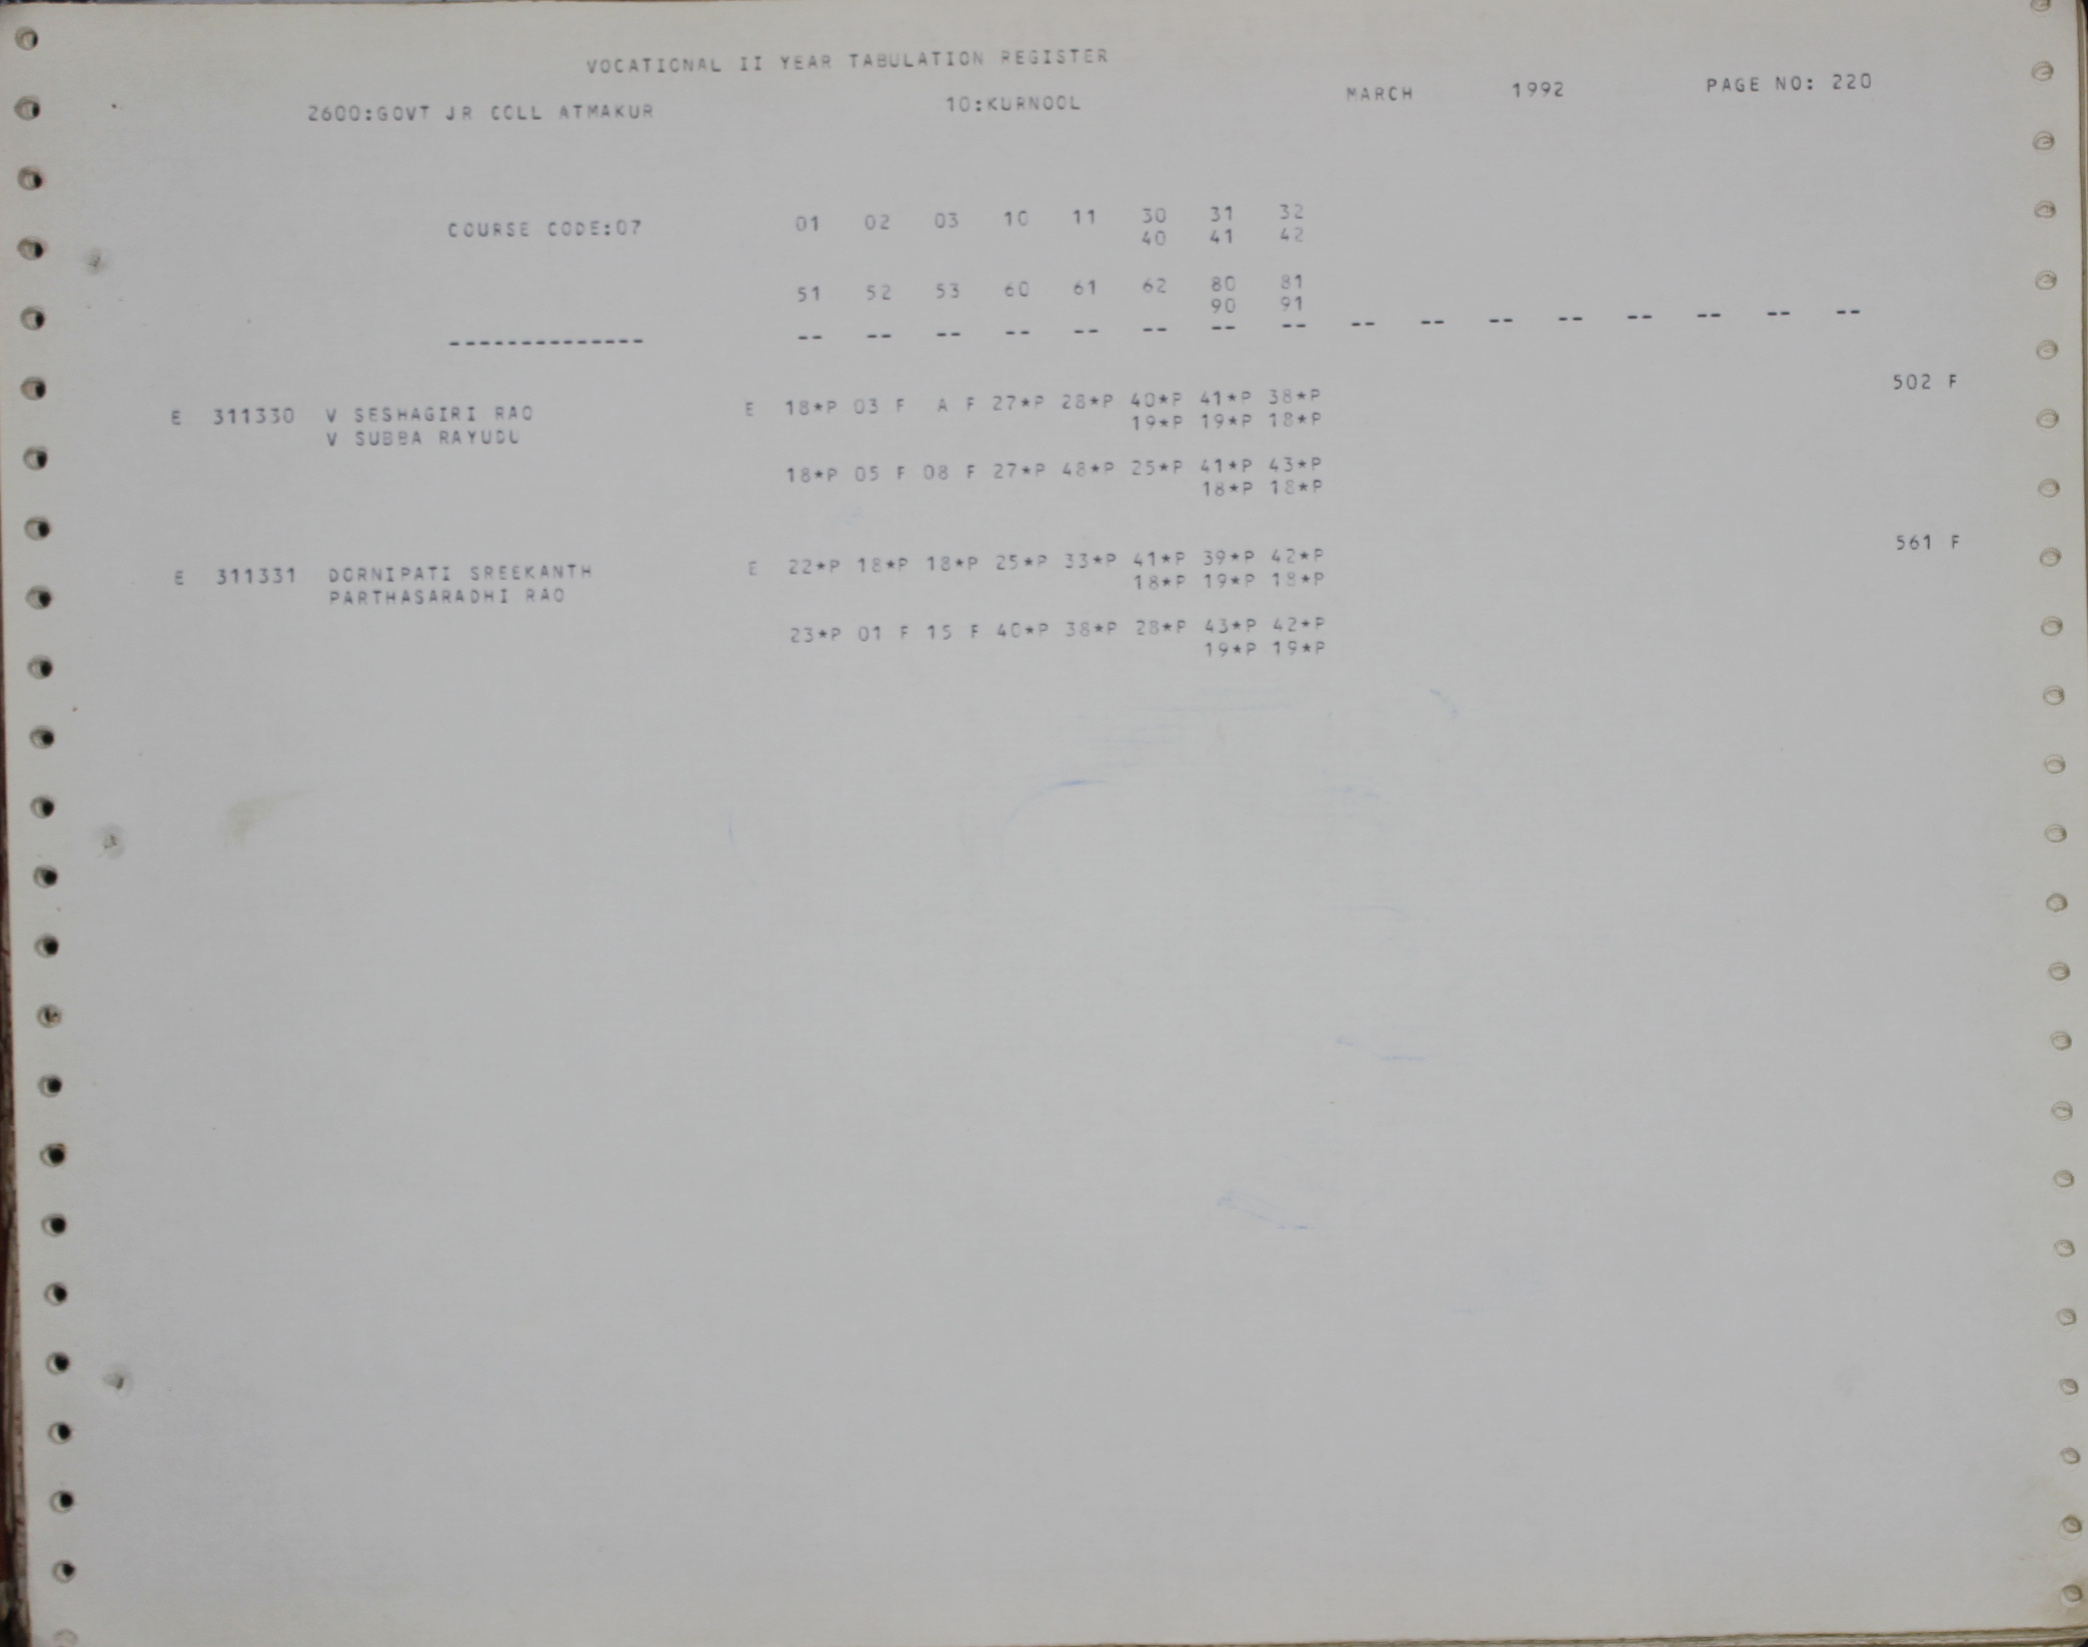 VOCATIONAL II YEAR TABULATION REGISTER
2600:GOVT JR COLL ATMAKUR 10:KURNOOL MARCH 1992 PAGE NO: 220
COURSE CODE:07 01 02 03 10 11 30 31 32
40 41 42
51 52 53 60 61 62 80 81
90 91
-------------- -- -- -- -- -- -- -- -- -- -- -- -- -- -- -- --
E 311330 V SESHAGIRI RAO E 18*P 03 F A F 27*P 28*P 40*P 41*P 38*P 502 F
V SUBBA RAYUDU 19*P 19*P 18*P
18*P 05 F 08 F 27*P 48*P 25*P 41*P 43*P
18*P 18*P
E 311331 DORNIPATI SREEKANTH E 22*P 18*P 18*P 25*P 33*P 41*P 39*P 42*P 561 F
PARTHASARADHI RAO 18*P 19*P 18*P
23*P 01 F 15 F 40*P 38*P 28*P 43*P 42*P
19*P 19*P